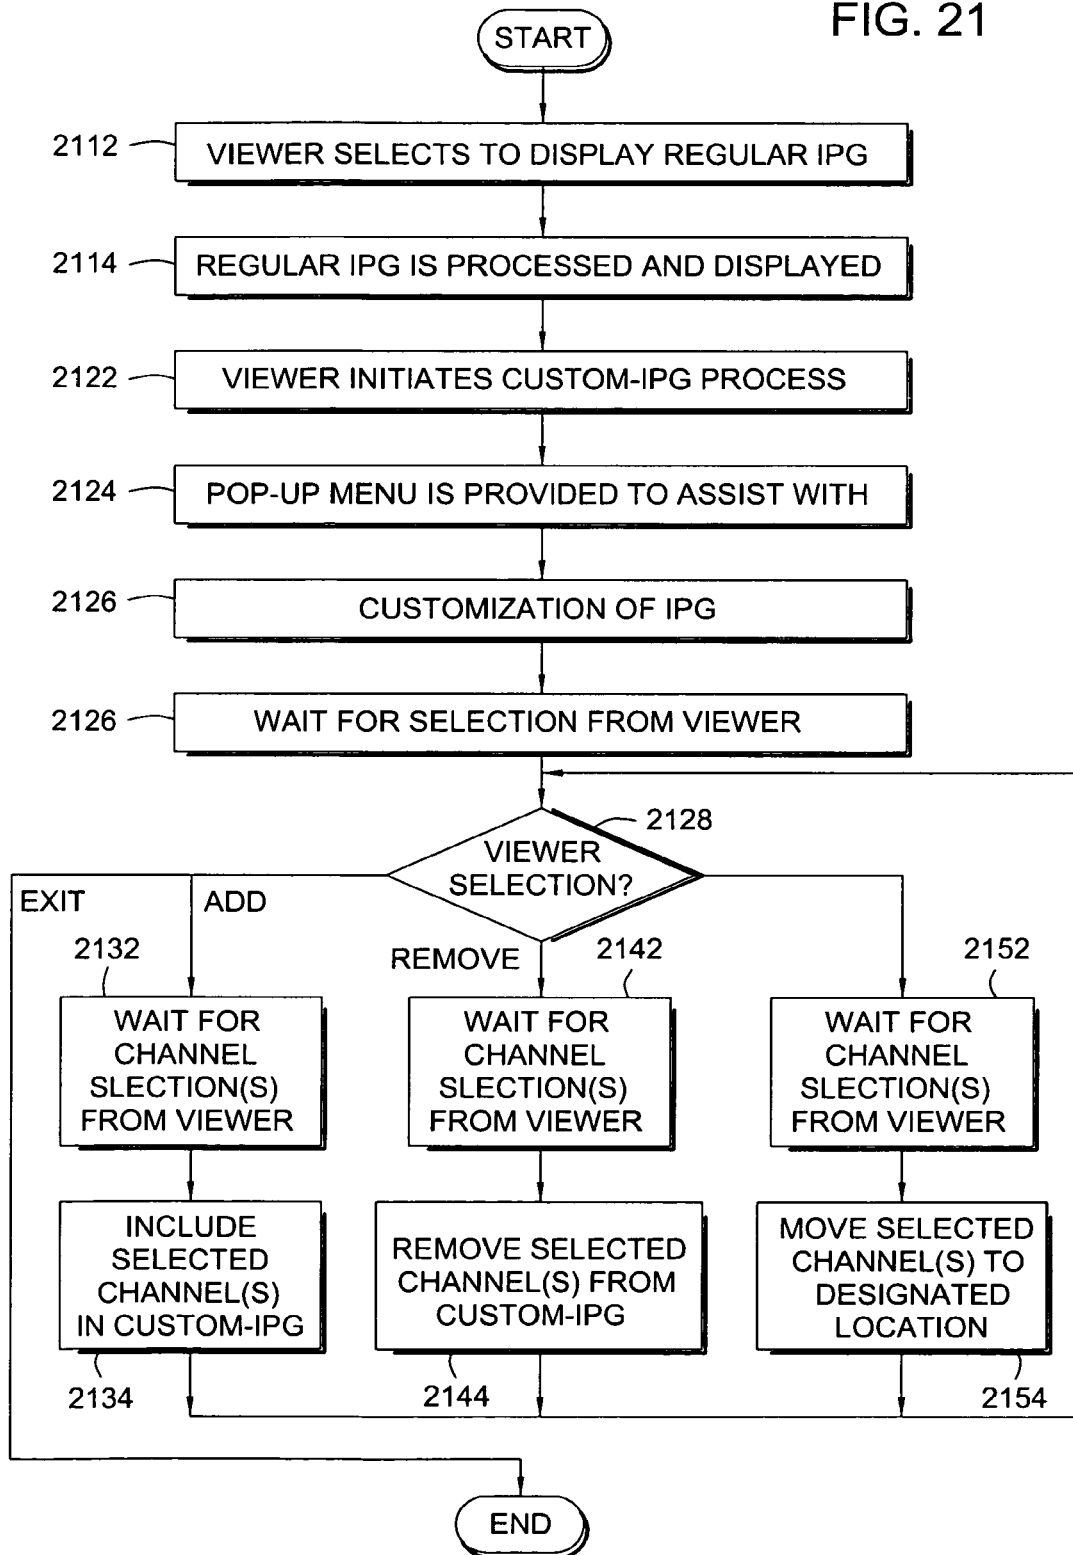 FIG. 21
START
2112
VIEWER SELECTS TO DISPLAY REGULAR IPG
2114
REGULAR IPG IS PROCESSED AND DISPLAYED
2122
VIEWER INITIATES CUSTOM-IPG PROCESS
2124
POP-UP MENU IS PROVIDED TO ASSIST WITH
2126
CUSTOMIZATION OF IPG
2126
WAIT FOR SELECTION FROM VIEWER
2128
VIEWER
SELECTION?
EXIT
ADD
REMOVE
2132
WAIT FOR
CHANNEL
SLECTION(S)
FROM VIEWER
2142
WAIT FOR
CHANNEL
SLECTION(S)
FROM VIEWER
2152
WAIT FOR
CHANNEL
SLECTION(S)
FROM VIEWER
INCLUDE
SELECTED
CHANNEL(S)
IN CUSTOM-IPG
2134
REMOVE SELECTED
CHANNEL(S) FROM
CUSTOM-IPG
2144
MOVE SELECTED
CHANNEL(S) TO
DESIGNATED
LOCATION
2154
END